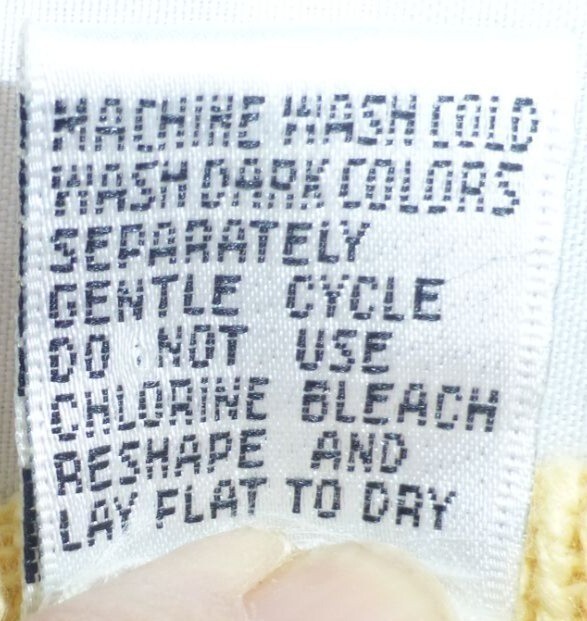 MACHINE WASH COLD
WASH DARK COLORS
SEPARATELY
GENTLE CYCLE
DO NOT USE
CHLORINE BLEACH
RESHAPE AND
LAY FLAT TO DRY